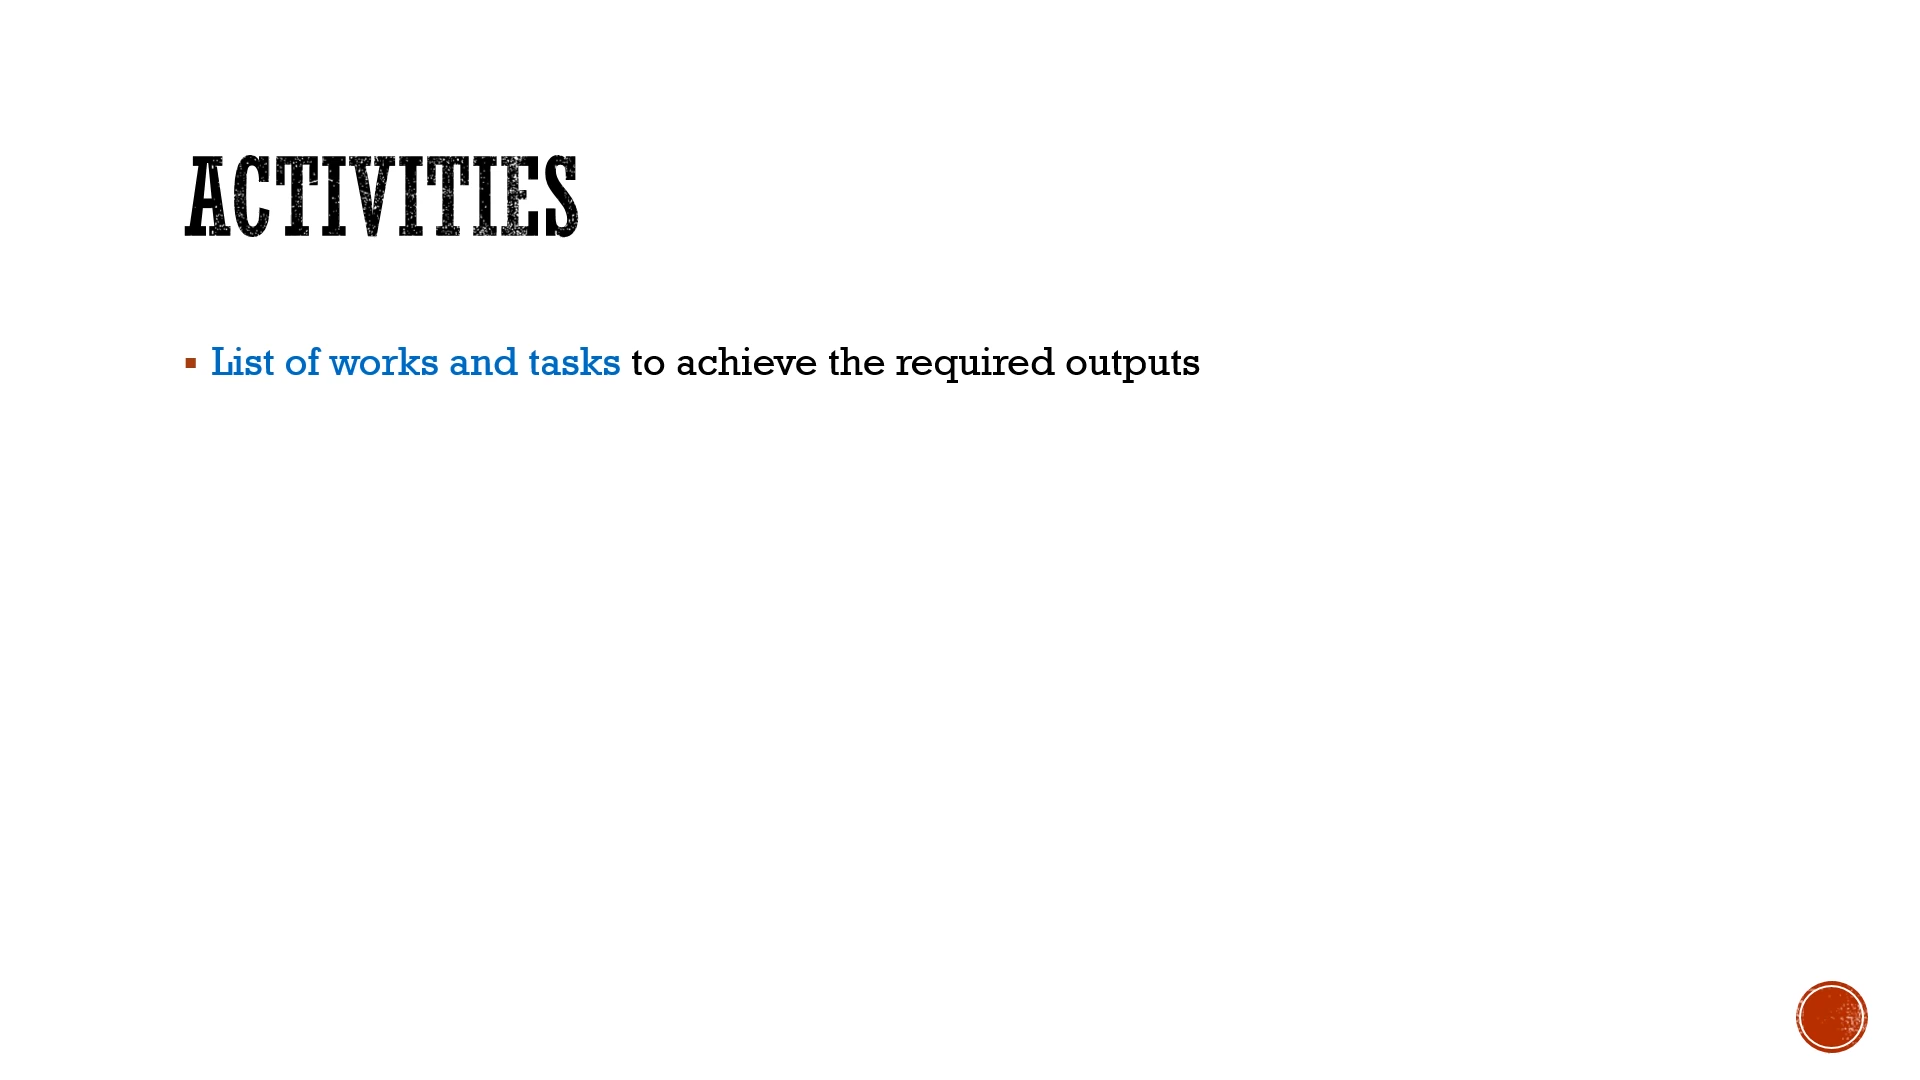 ACTIVITIES
▪ List of works and tasks to achieve the required outputs